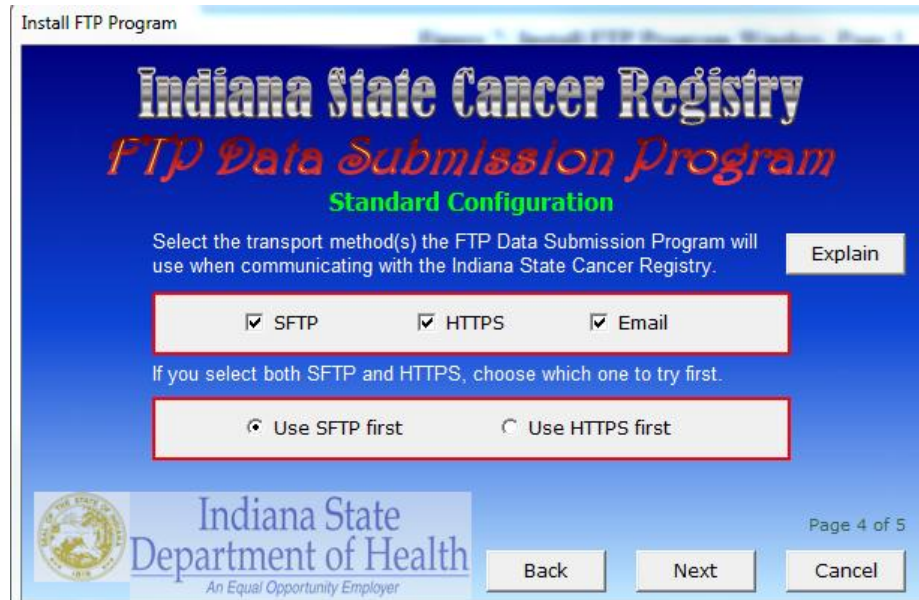 Install FTP Program
Indiana State Cancer Registry
FTP Data Submission Program
Standard Configuration
Select the transport method(s) the FTP Data Submission Program will
use when communicating with the Indiana State Cancer Registry.
Explain
SFTP HTTPS Email
If you select both SFTP and HTTPS, choose which one to try first.
Use SFTP first Use HTTPS first
Indiana State
Department of Health
An Equal Opportunity Employer
Page 4 of 5
Back Next Cancel